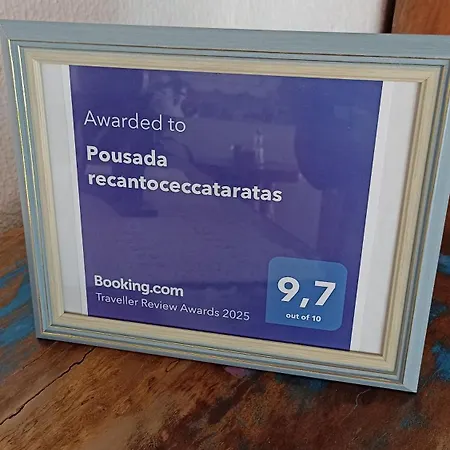 Awarded to
Pousada
recantoceccataratas
Booking.com
Traveller Review Awards 2025
9,7
out of 10